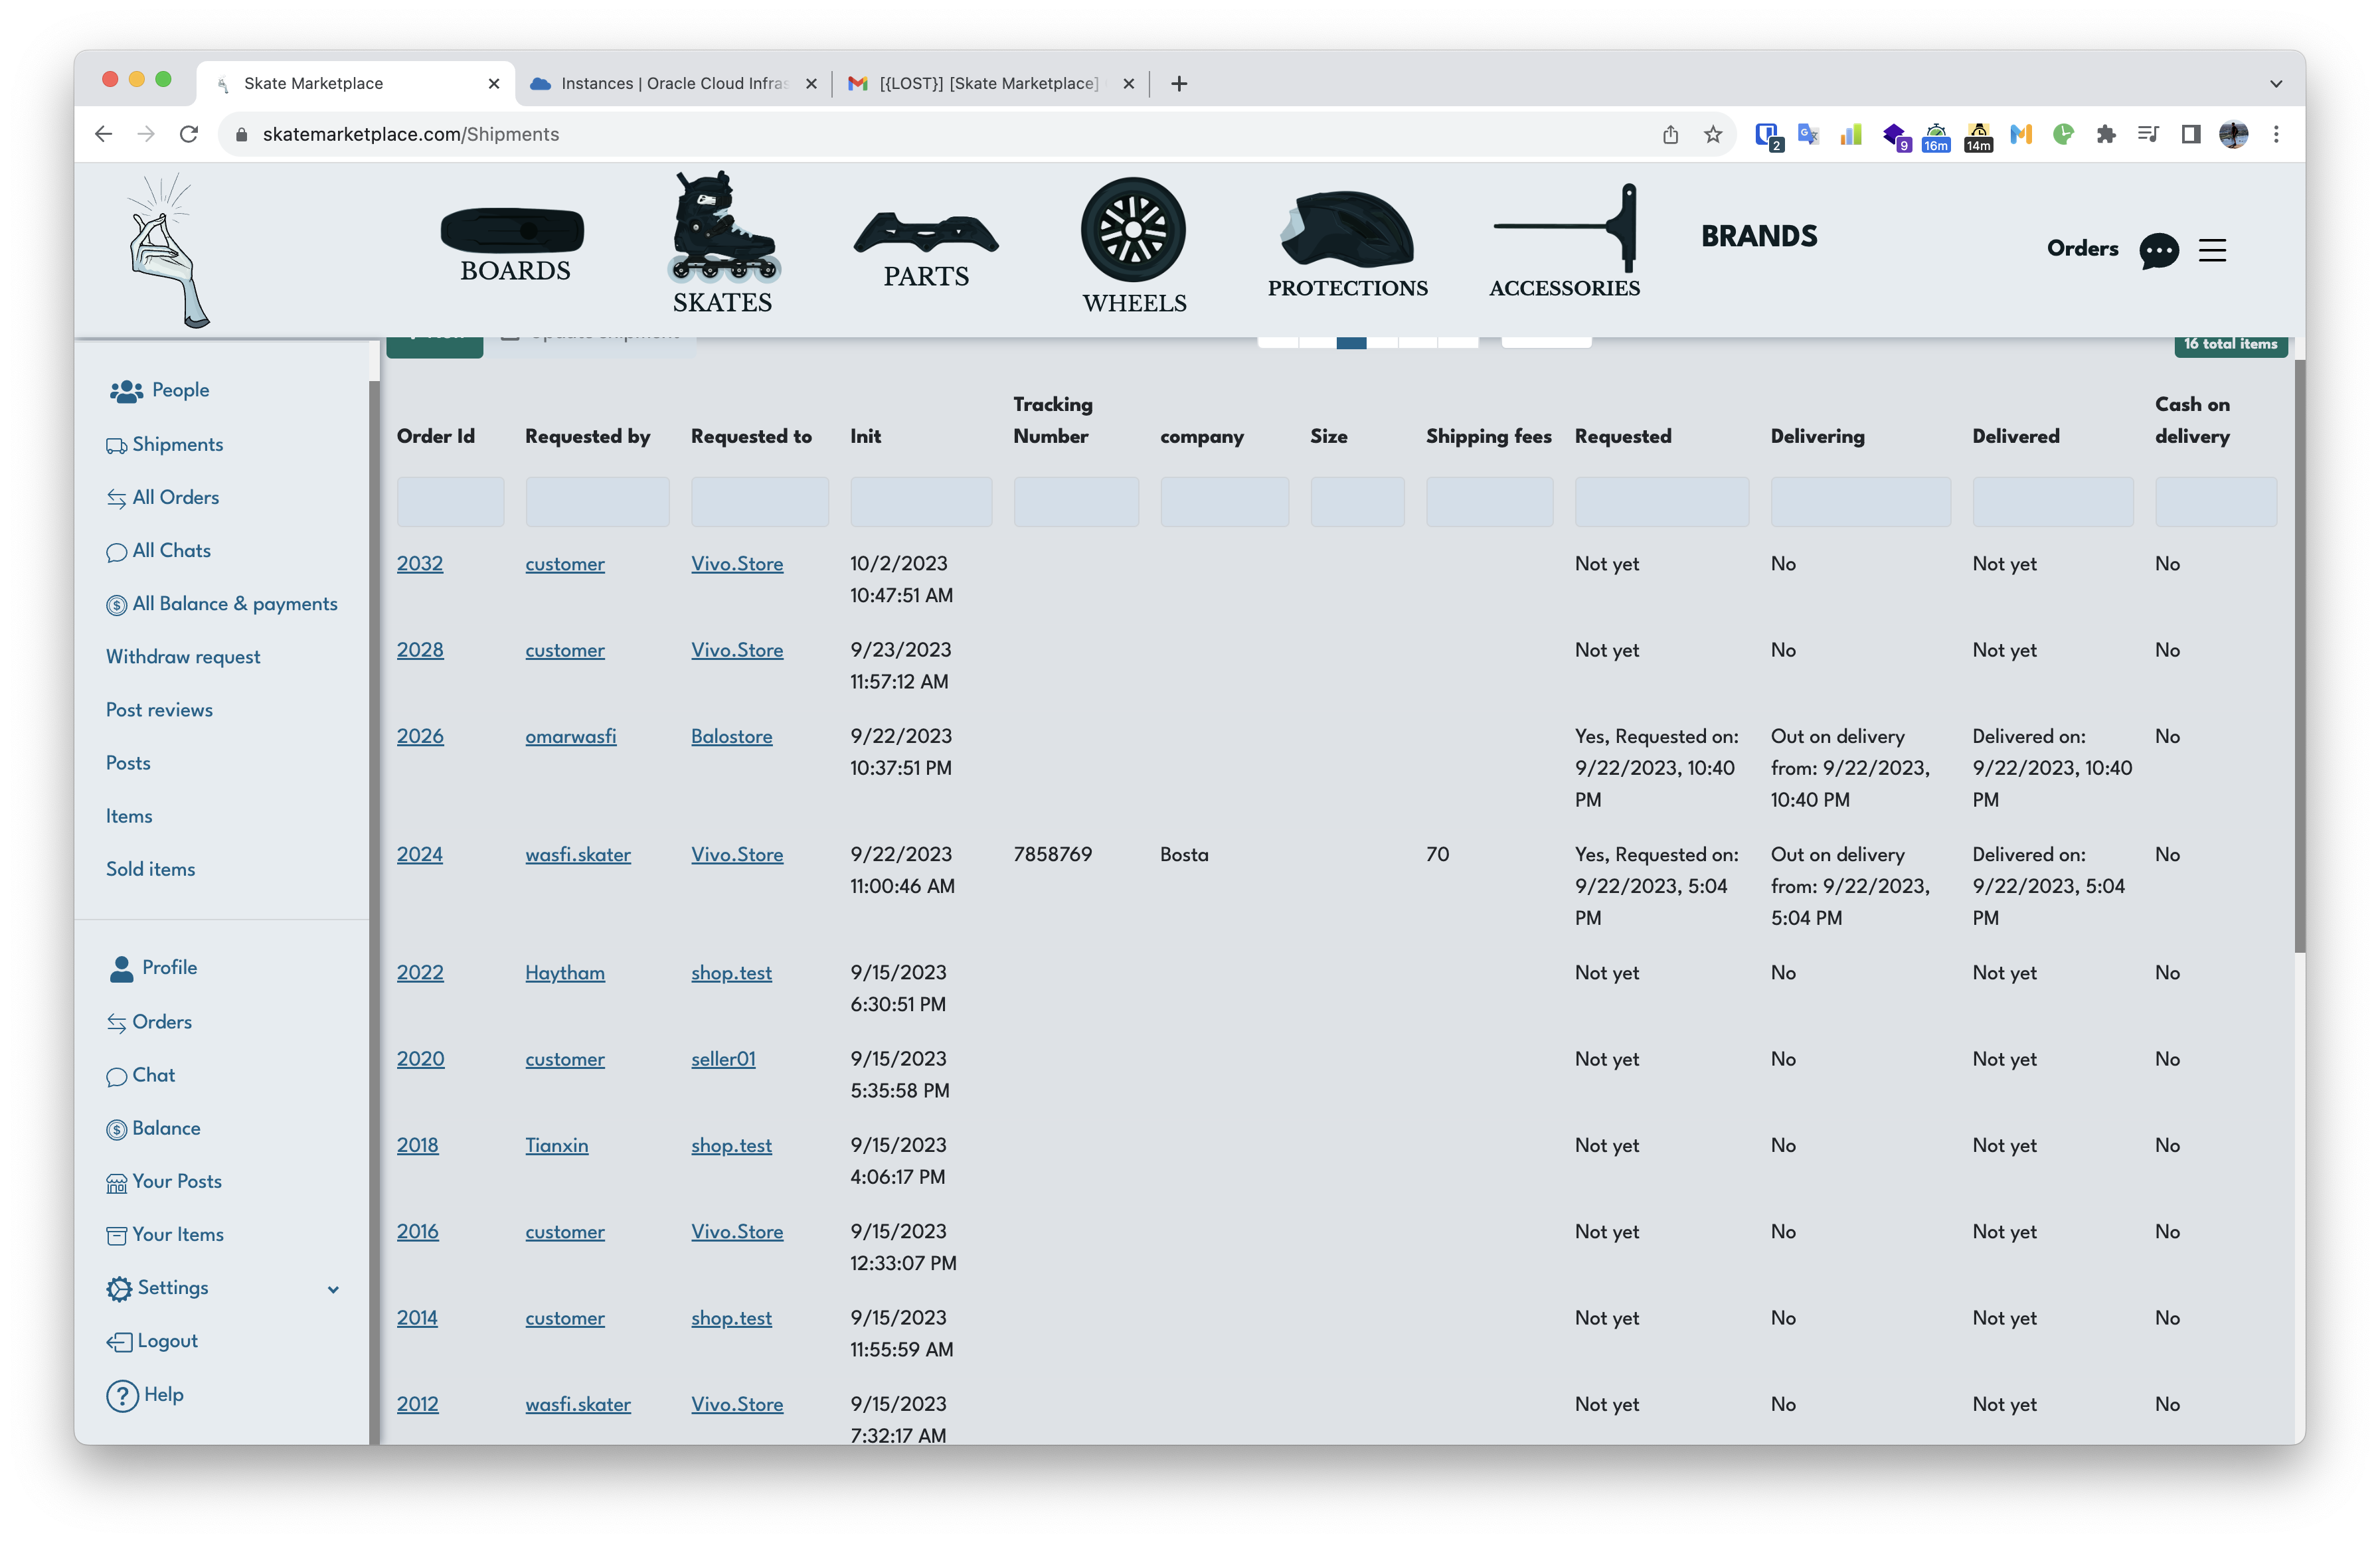 Skate Marketplace
Instances | Oracle Cloud Infras
[{LOST}] [Skate Marketplace]
skatemarketplace.com/Shipments
2
9
16m
14m
BOARDS
SKATES
PARTS
WHEELS
PROTECTIONS
ACCESSORIES
BRANDS
Orders
16 total items
People
Shipments
All Orders
All Chats
All Balance & payments
Withdraw request
Post reviews
Posts
Items
Sold items
Profile
Orders
Chat
Balance
Your Posts
Your Items
Settings
Logout
Help
Order Id Requested by Requested to Init Tracking Number company Size Shipping fees Requested Delivering Delivered Cash on delivery
2032 customer Vivo.Store 10/2/2023 Not yet No Not yet No
10:47:51 AM
2028 customer Vivo.Store 9/23/2023 Not yet No Not yet No
11:57:12 AM
2026 omarwasfi Balostore 9/22/2023 Yes, Requested on: Out on delivery Delivered on: No
10:37:51 PM 9/22/2023, 10:40 from: 9/22/2023, 9/22/2023, 10:40
PM 10:40 PM PM
2024 wasfi.skater Vivo.Store 9/22/2023 7858769 Bosta 70 Yes, Requested on: Out on delivery Delivered on: No
11:00:46 AM 9/22/2023, 5:04 from: 9/22/2023, 9/22/2023, 5:04
PM 5:04 PM PM
2022 Haytham shop.test 9/15/2023 Not yet No Not yet No
6:30:51 PM
2020 customer seller01 9/15/2023 Not yet No Not yet No
5:35:58 PM
2018 Tianxin shop.test 9/15/2023 Not yet No Not yet No
4:06:17 PM
2016 customer Vivo.Store 9/15/2023 Not yet No Not yet No
12:33:07 PM
2014 customer shop.test 9/15/2023 Not yet No Not yet No
11:55:59 AM
2012 wasfi.skater Vivo.Store 9/15/2023 Not yet No Not yet No
7:32:17 AM